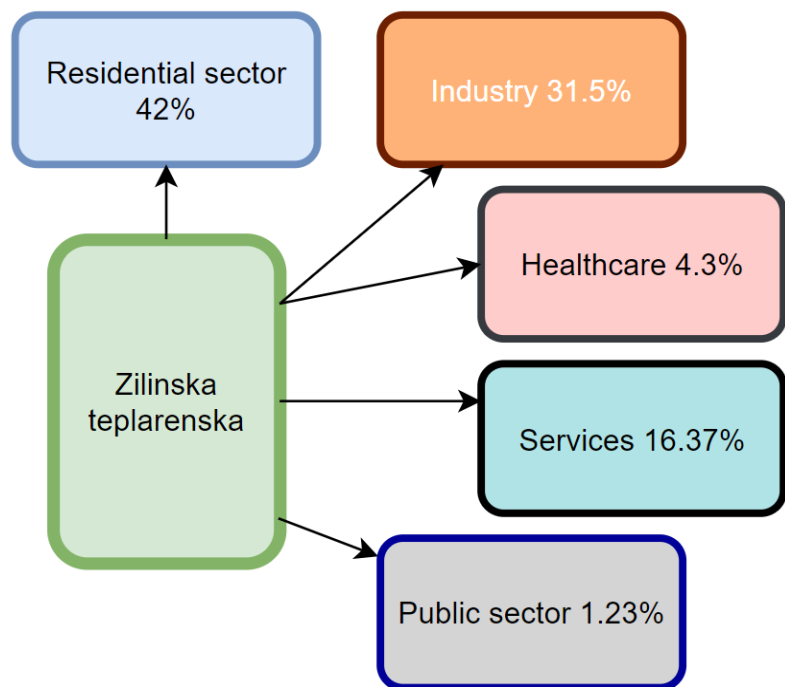 Residential sector
42%
Industry 31.5%
Healthcare 4.3%
Zilinska
teplarenska
Services 16.37%
Public sector 1.23%